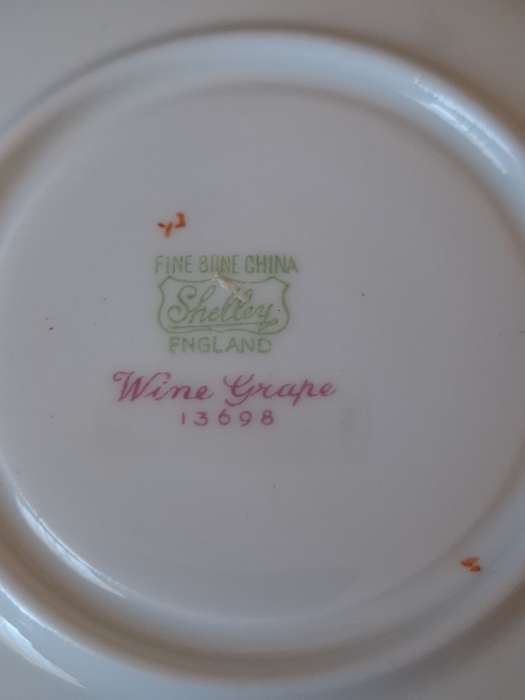 FINE BONE CHINA
Shelley
ENGLAND
Wine Grape
13698